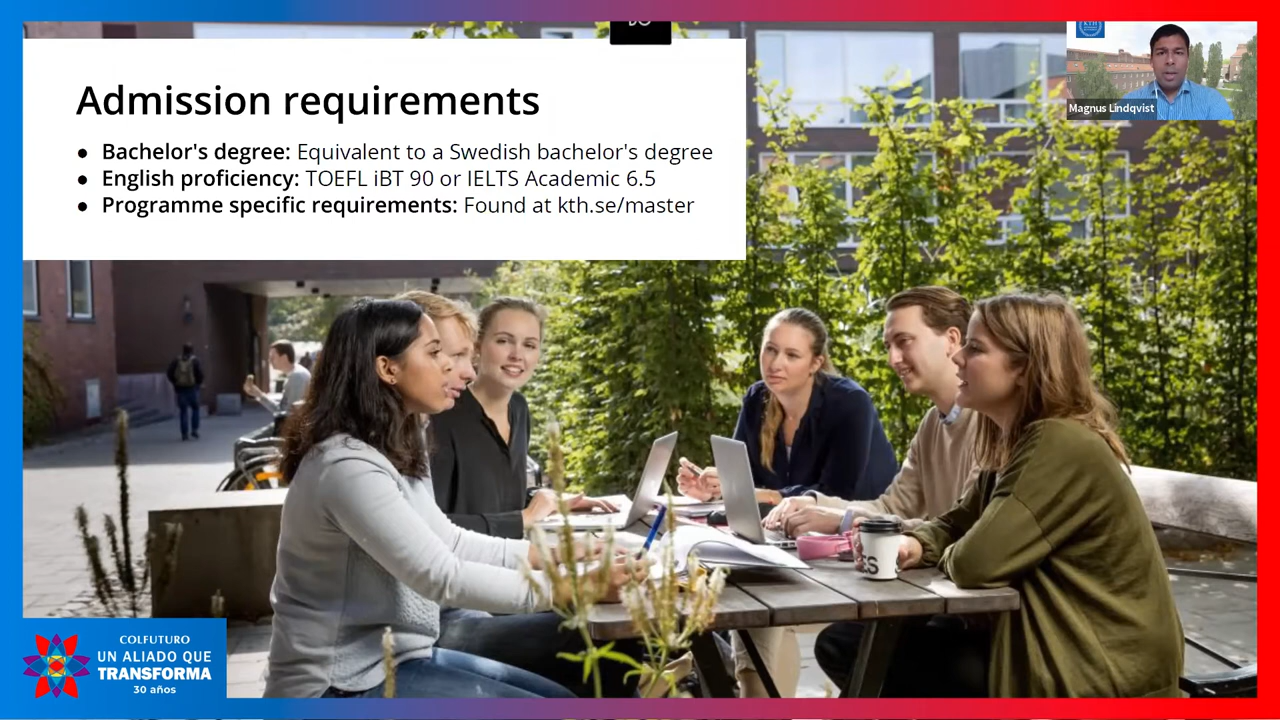 Admission requirements
● Bachelor's degree: Equivalent to a Swedish bachelor's degree
● English proficiency: TOEFL iBT 90 or IELTS Academic 6.5
● Programme specific requirements: Found at kth.se/master
KTH
Magnus Lindqvist
COLFUTURO
UN ALIADO QUE
TRANSFORMA
30 años